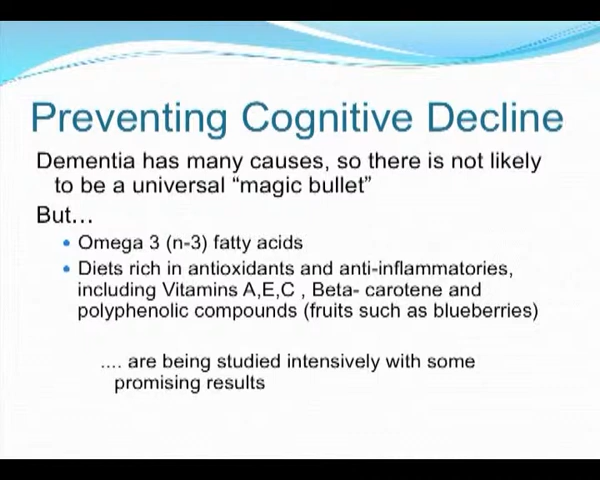 Preventing Cognitive Decline
Dementia has many causes, so there is not likely
to be a universal “magic bullet”
But…
• Omega 3 (n-3) fatty acids
• Diets rich in antioxidants and anti-inflammatories,
including Vitamins A,E,C , Beta- carotene and
polyphenolic compounds (fruits such as blueberries)
.... are being studied intensively with some
promising results